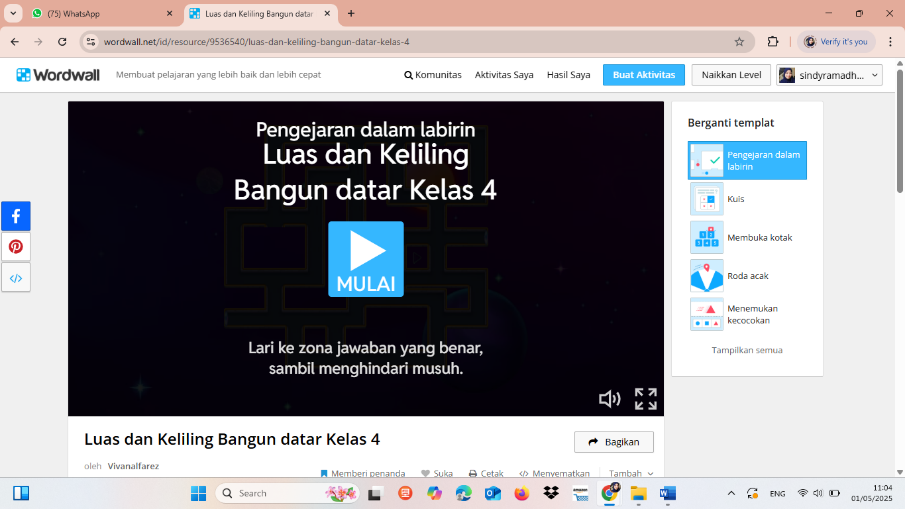 (75) WhatsApp
Luas dan Keliling Bangun datar
wordwall.net/id/resource/9536540/luas-dan-keliling-bangun-datar-kelas-4
Verify it's you
Wordwall
Membuat pelajaran yang lebih baik dan lebih cepat
Komunitas
Aktivitas Saya
Hasil Saya
Buat Aktivitas
Naikkan Level
sindyramadh...
Pengejaran dalam labirin
Luas dan Keliling
Bangun datar Kelas 4
MULAI
Lari ke zona jawaban yang benar,
sambil menghindari musuh.
Berganti templat
Pengejaran dalam
labirin
Kuis
Membuka kotak
Roda acak
Menemukan
kecocokan
Tampilkan semua
Luas dan Keliling Bangun datar Kelas 4
Bagikan
oleh Vivanalfarez
Memberi penanda
Suka
Cetak
Menyematkan
Tambah
Search
ENG
11:04
01/05/2025